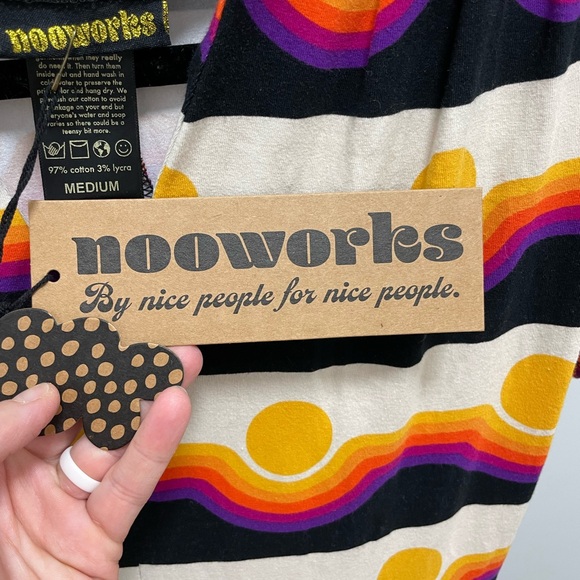 nooworks
when they really
do need it. Then turn them
inside out and hand wash in
cold water to preserve the
color and hang dry. We
pre-wash our cotton to avoid
shrinkage on your end but
everyone's water and soap
varies so there could be a
teensy bit more.
97% cotton 3% lycra
MEDIUM
nooworks
By nice people for nice people.